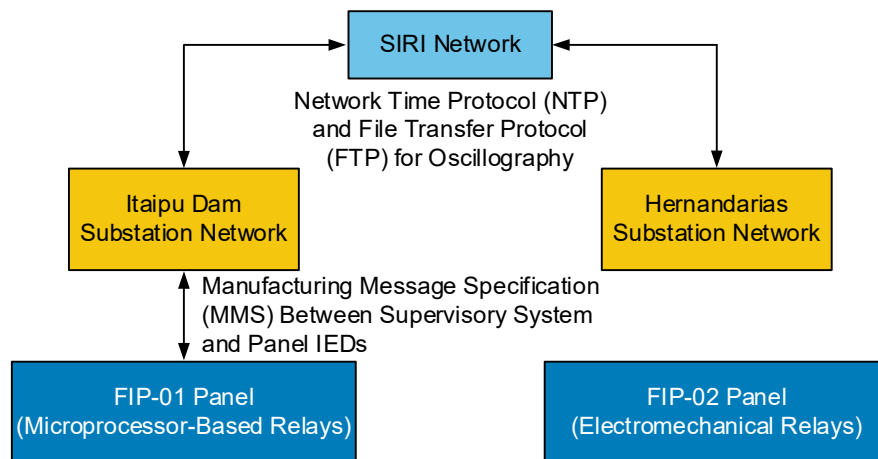 SIRI Network
Network Time Protocol (NTP)
and File Transfer Protocol
(FTP) for Oscillography
Itaipu Dam
Substation Network
Hernandarias
Substation Network
Manufacturing Message Specification
(MMS) Between Supervisory System
and Panel IEDs
FIP-01 Panel
(Microprocessor-Based Relays)
FIP-02 Panel
(Electromechanical Relays)